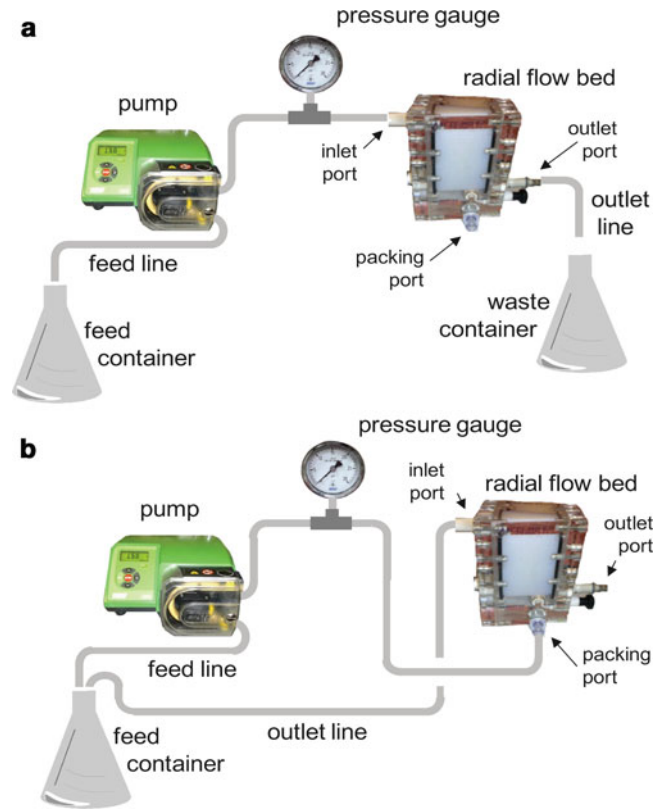 a
pressure gauge
radial flow bed
pump
inlet
port
outlet
port
outlet
line
feed line
packing
port
feed
container
waste
container
b
pressure gauge
inlet
port
radial flow bed
pump
outlet
port
feed line
packing
port
outlet line
feed
container